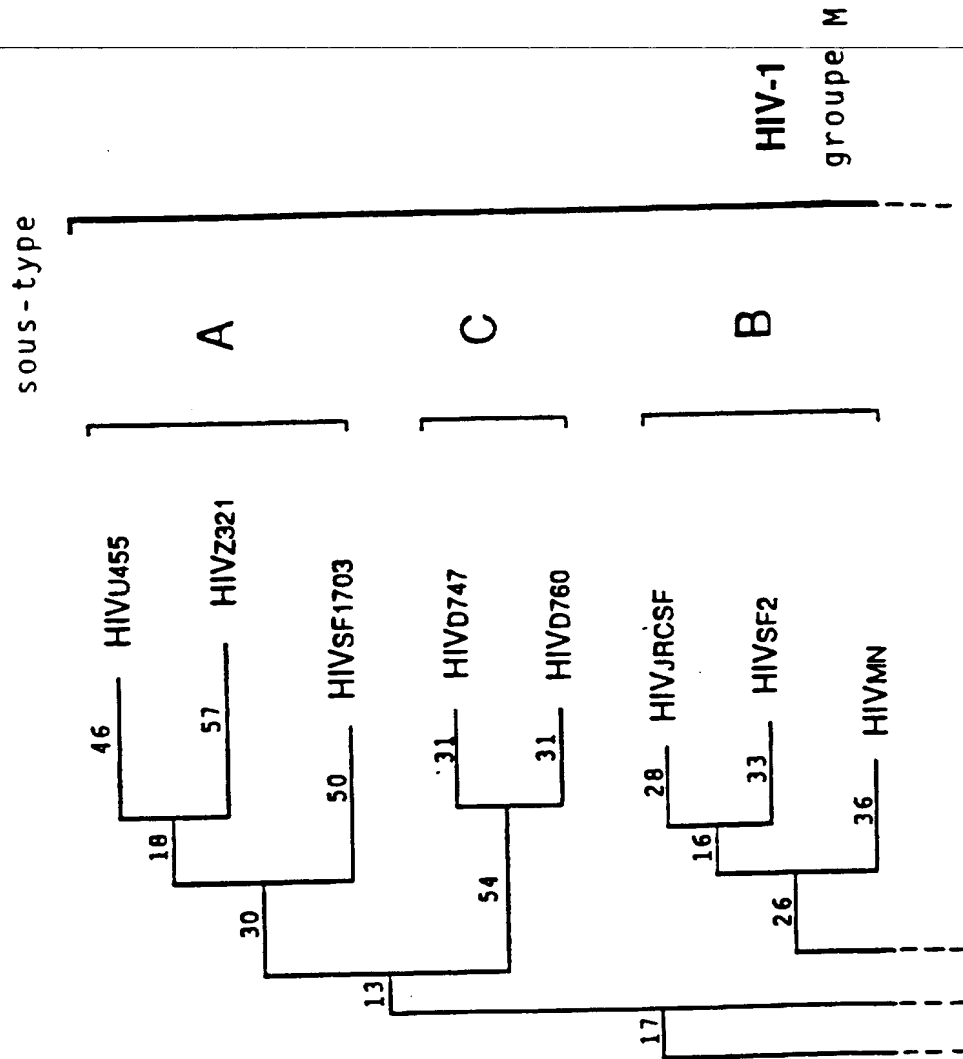 sous-type
A
C
B
HIV-1
groupe M
HIVU455
HIVZ321
HIVSF1703
HIVD747
HIVD760
HIVJRCSF
HIVSF2
HIVMN
46
57
18
50
30
31
31
54
13
28
33
16
36
26
17